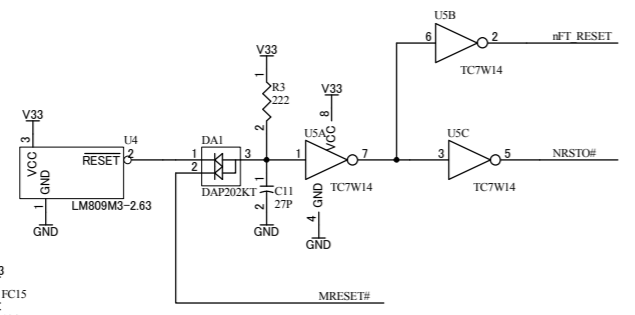 U5B
6
2
nFT_RESET
TC7W14
V33
1
R3
222
2
V33
8
VCC
U5A
1
7
TC7W14
GND
4
GND
U5C
3
5
NRSTO#
TC7W14
V33
3
U4
VCC
RESET
2
GND
1
LM809M3-2.63
GND
DA1
1
2
3
DAP202KT
1
C11
27P
2
GND
MRESET#
3
FC15